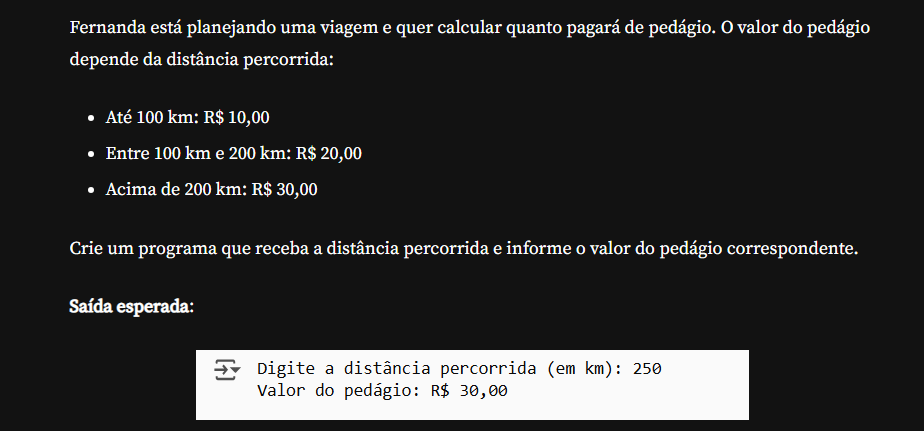 Fernanda está planejando uma viagem e quer calcular quanto pagará de pedágio. O valor do pedágio
depende da distância percorrida:
• Até 100 km: R$ 10,00
• Entre 100 km e 200 km: R$ 20,00
• Acima de 200 km: R$ 30,00
Crie um programa que receba a distância percorrida e informe o valor do pedágio correspondente.
Saída esperada:
Digite a distância percorrida (em km): 250
Valor do pedágio: R$ 30,00